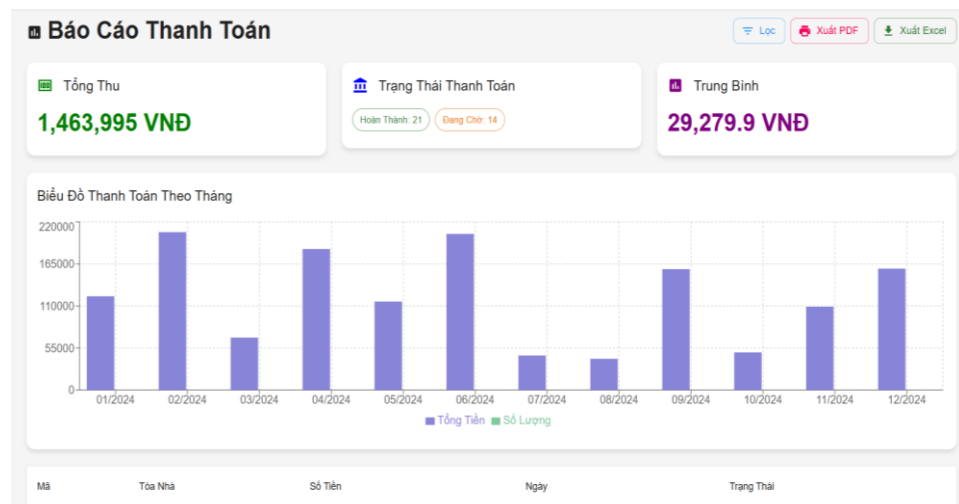 Báo Cáo Thanh Toán
Lọc
Xuất PDF
Xuất Excel
Tổng Thu
1,463,995 VNĐ
Trạng Thái Thanh Toán
Hoàn Thành: 21
Đang Chờ: 14
Trung Bình
29,279.9 VNĐ
Biểu Đồ Thanh Toán Theo Tháng
220000
165000
110000
55000
0
01/2024 02/2024 03/2024 04/2024 05/2024 06/2024 07/2024 08/2024 09/2024 10/2024 11/2024 12/2024
Tổng Tiền Số Lượng
Mã Tòa Nhà Số Tiền Ngày Trạng Thái